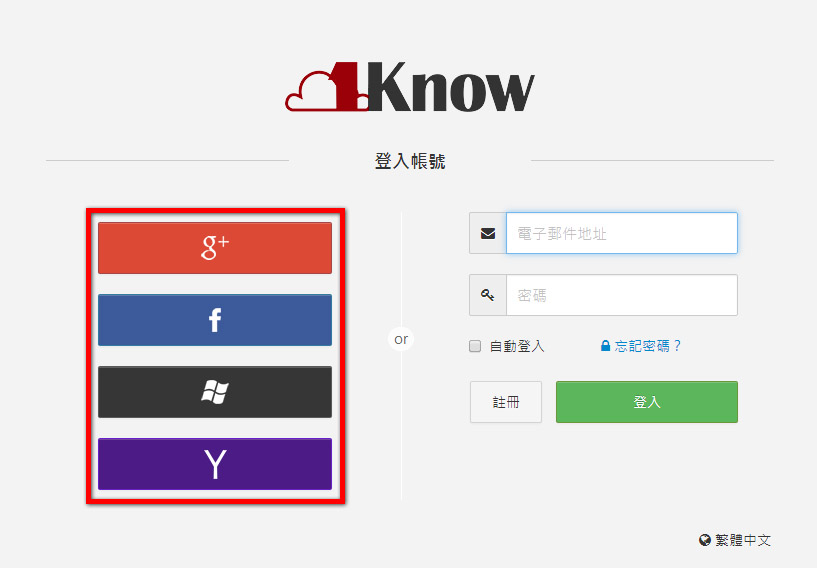 1Know
登入帳號
g+
f
Y
or
電子郵件地址
密碼
自動登入 忘記密碼？
註冊 登入
繁體中文